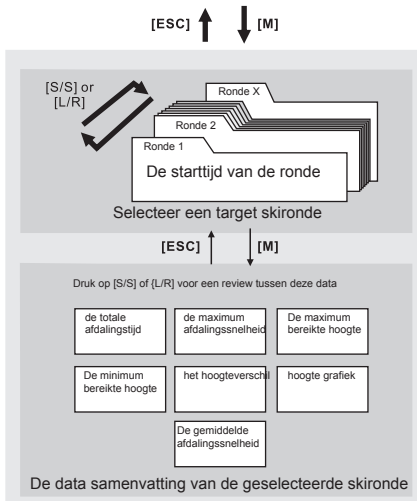 [ESC] [M]
[S/S] or
[L/R]
Ronde X
Ronde 2
Ronde 1
De starttijd van de ronde
Selecteer een target skironde
[ESC] [M]
Druk op [S/S] of {L/R] voor een review tussen deze data
de totale
afdalingstijd
de maximum
afdalingssnelheid
De maximum
bereikte hoogte
De minimum
bereikte hoogte
het hoogteverschil
hoogte grafiek
De gemiddelde
afdalingssnelheid
De data samenvatting van de geselecteerde skironde